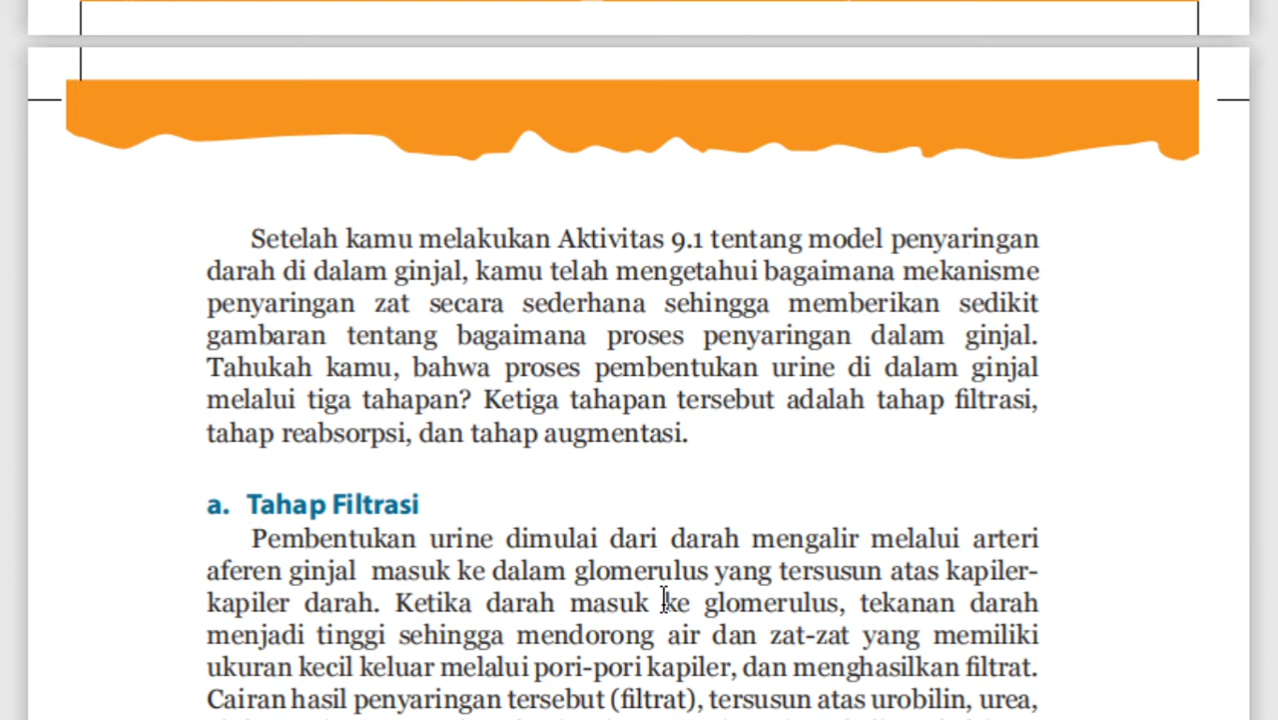 Setelah kamu melakukan Aktivitas 9.1 tentang model penyaringan
darah di dalam ginjal, kamu telah mengetahui bagaimana mekanisme
penyaringan zat secara sederhana sehingga memberikan sedikit
gambaran tentang bagaimana proses penyaringan dalam ginjal.
Tahukah kamu, bahwa proses pembentukan urine di dalam ginjal
melalui tiga tahapan? Ketiga tahapan tersebut adalah tahap filtrasi,
tahap reabsorpsi, dan tahap augmentasi.
a. Tahap Filtrasi
Pembentukan urine dimulai dari darah mengalir melalui arteri
aferen ginjal masuk ke dalam glomerulus yang tersusun atas kapiler-
kapiler darah. Ketika darah masuk ke glomerulus, tekanan darah
menjadi tinggi sehingga mendorong air dan zat-zat yang memiliki
ukuran kecil keluar melalui pori-pori kapiler, dan menghasilkan filtrat.
Cairan hasil penyaringan tersebut (filtrat), tersusun atas urobilin, urea,